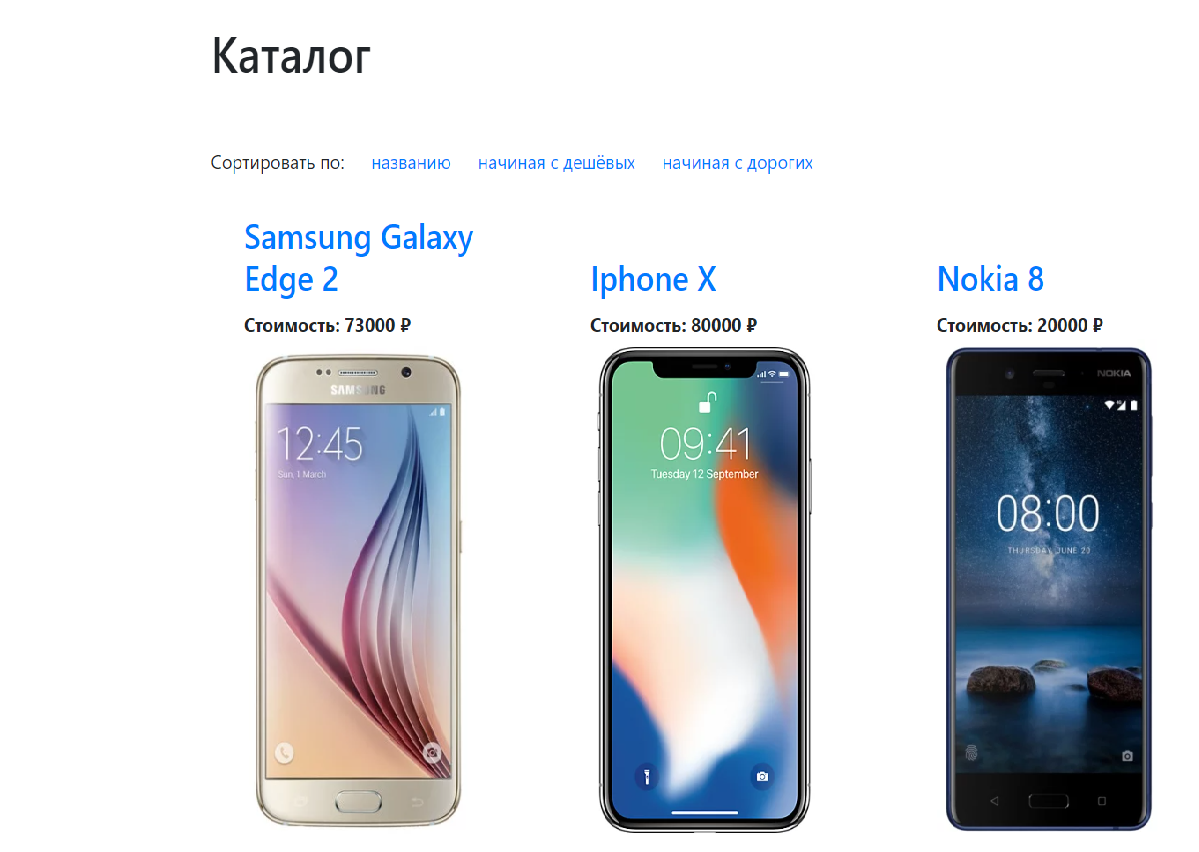 Каталог
Сортировать по: названию начиная с дешёвых начиная с дорогих
Samsung Galaxy
Edge 2
Стоимость: 73000 ₽
Iphone X
Стоимость: 80000 ₽
Nokia 8
Стоимость: 20000 ₽
SAMSUNG
12:45
Sun, 1 March
09:41
Tuesday 12 September
NOKIA
08:00
THURSDAY, JUNE 20